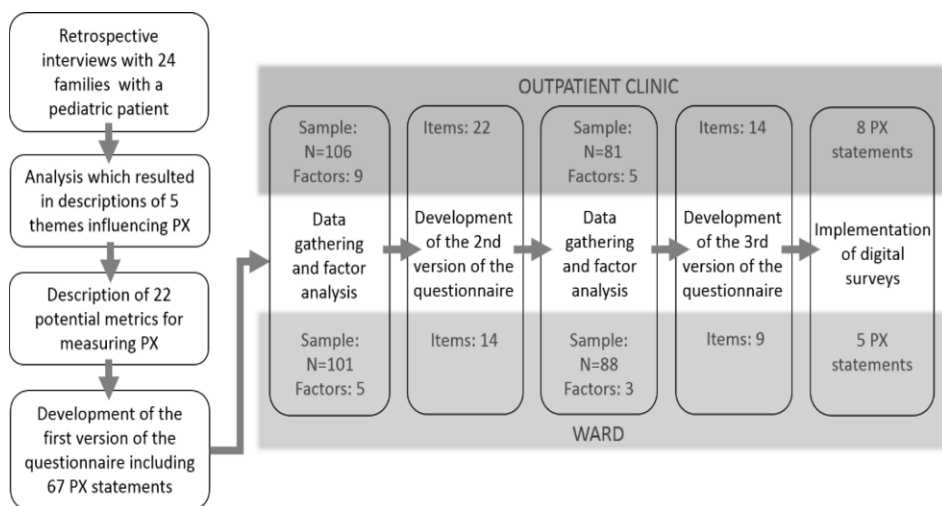 Retrospective
interviews with 24
families with a
pediatric patient
Analysis which resulted
in descriptions of 5
themes influencing PX
Description of 22
potential metrics for
measuring PX
Development of the
first version of the
questionnaire including
67 PX statements
OUTPATIENT CLINIC
Sample:
N=106
Factors: 9
Data
gathering
and factor
analysis
Sample:
N=101
Factors: 5
Items: 22
Development
of the 2nd
version of the
questionnaire
Items: 14
Sample:
N=81
Factors: 5
Data
gathering
and factor
analysis
Sample:
N=88
Factors: 3
Items: 14
Development
of the 3rd
version of the
questionnaire
Items: 9
8 PX
statements
Implementation
of digital
surveys
5 PX
statements
WARD